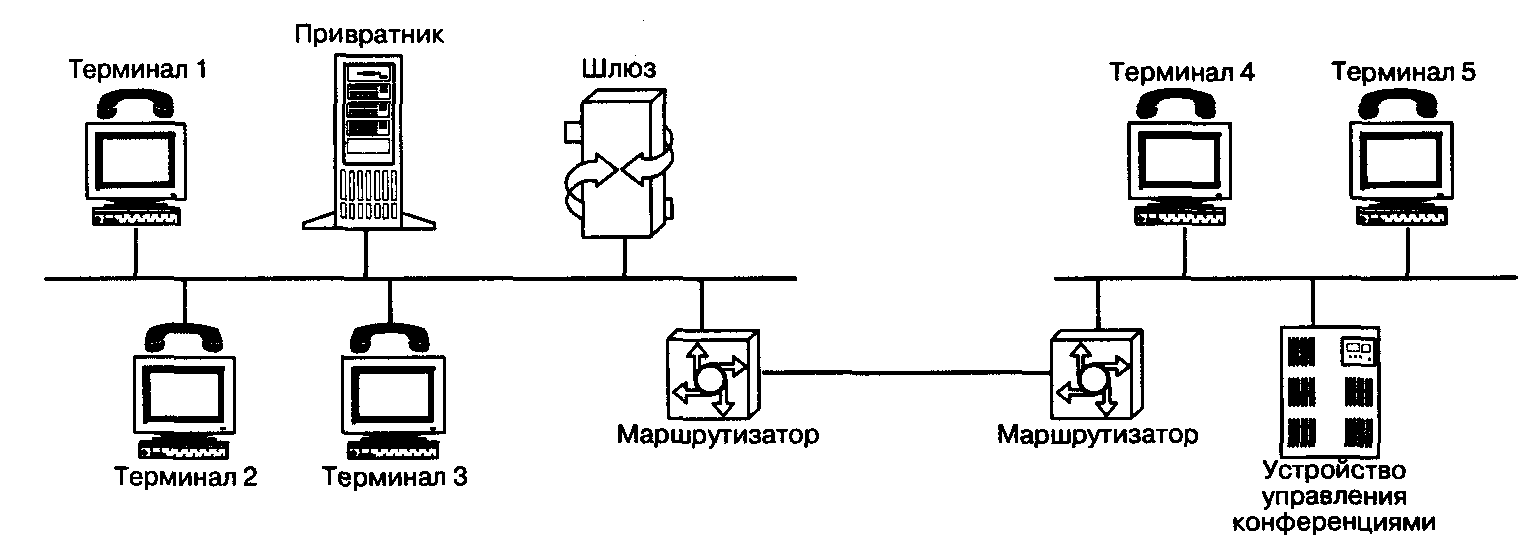 Привратник
Терминал 1
Шлюз
Терминал 4
Терминал 5
Маршрутизатор
Маршрутизатор
Терминал 2
Терминал 3
Устройство
управления
конференциями